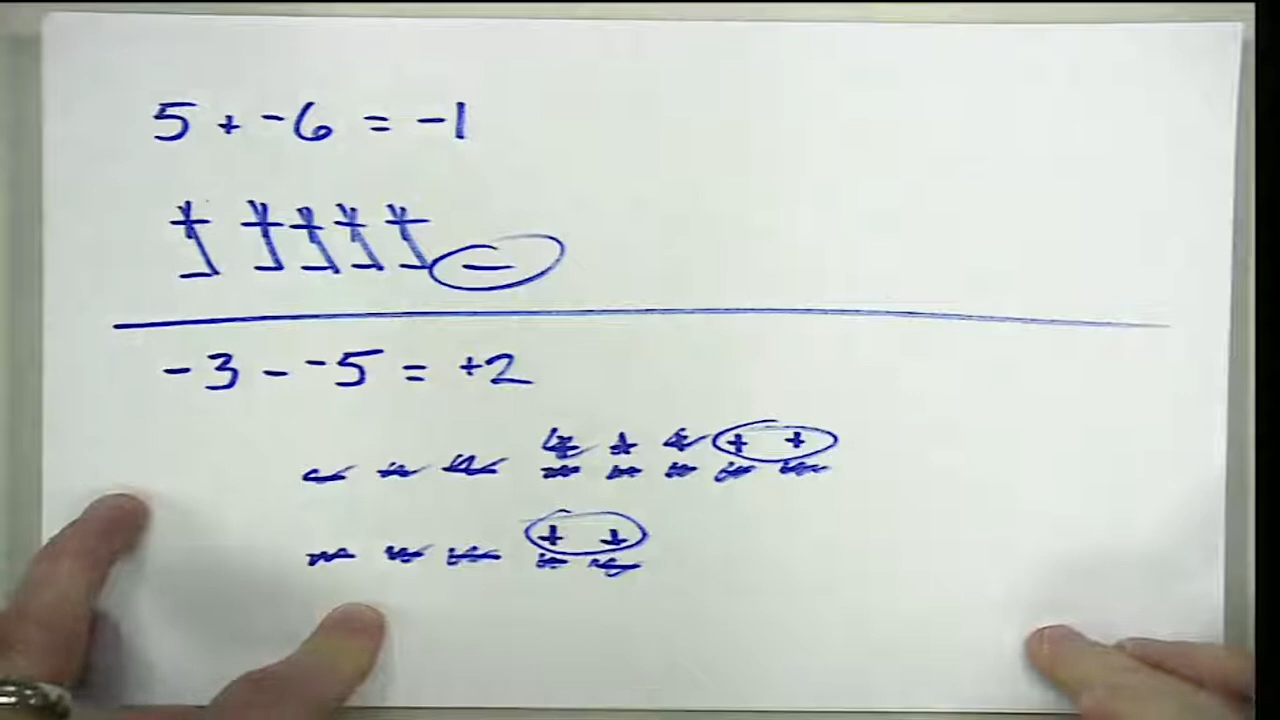 5 + -6 = -1
+ + + + + -
-3 - -5 = +2
+ +
+ +